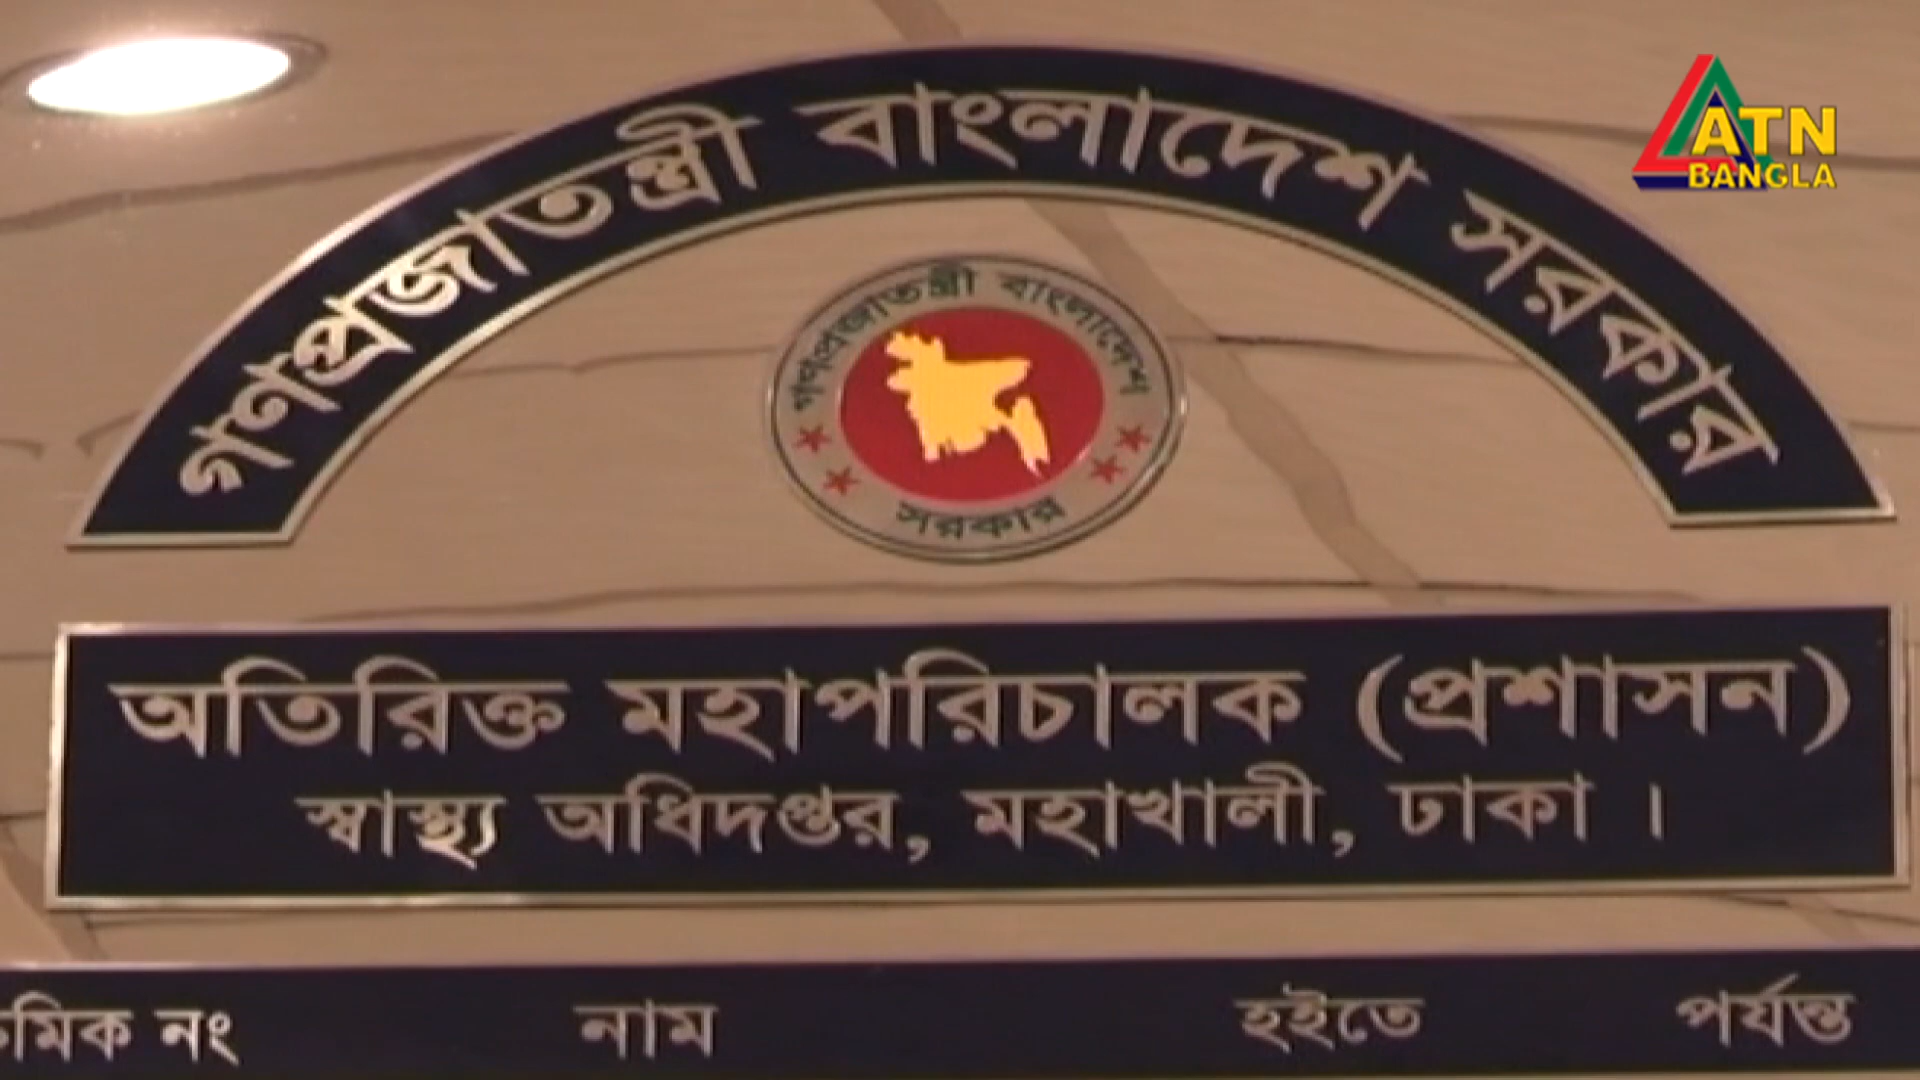 গণপ্রজাতন্ত্রী বাংলাদেশ সরকার
ATN
BANGLA
গণপ্রজাতন্ত্রী বাংলাদেশ
সরকার
অতিরিক্ত মহাপরিচালক (প্রশাসন)
স্বাস্থ্য অধিদপ্তর, মহাখালী, ঢাকা ।
ক্রমিক নং নাম হইতে পর্যন্ত